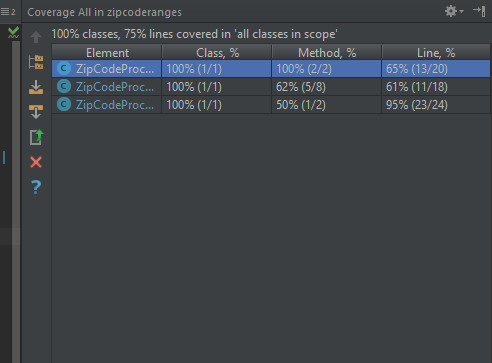 2
Coverage All in zipcoderanges
100% classes, 75% lines covered in 'all classes in scope'
Element Class, % Method, % Line, %
C ZipCodeProc... 100% (1/1) 100% (2/2) 65% (13/20)
C ZipCodeProc... 100% (1/1) 62% (5/8) 61% (11/18)
C ZipCodeProc... 100% (1/1) 50% (1/2) 95% (23/24)
?